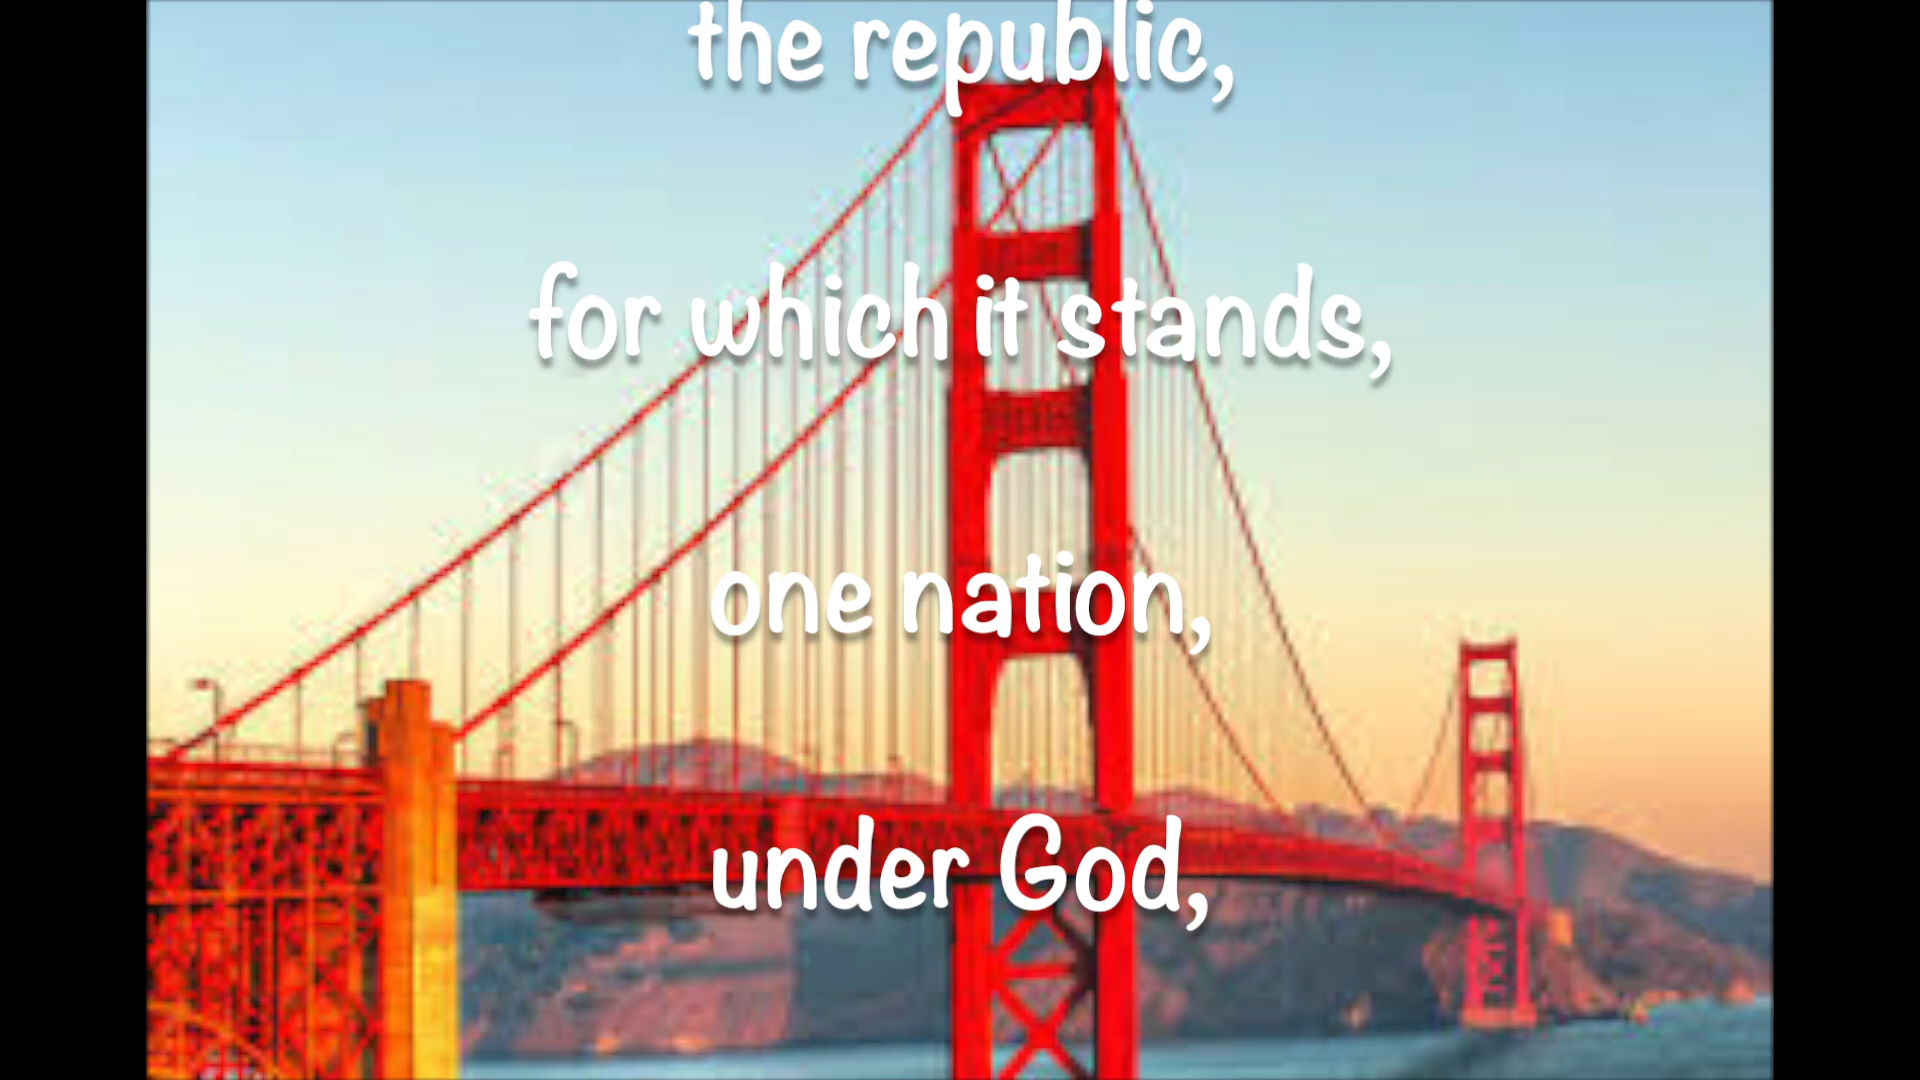 the republic,
for which it stands,
one nation,
under God,